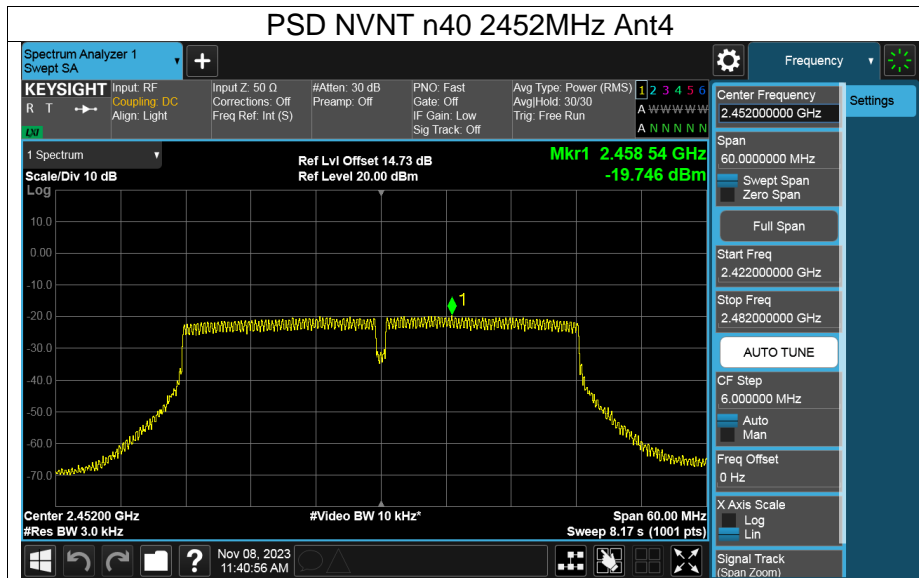 PSD NVNT n40 2452MHz Ant4
Spectrum Analyzer 1
Swept SA
+
Frequency
KEYSIGHT
R T
LXI
Input: RF
Coupling: DC
Align: Light
Input Z: 50 Ω
Corrections: Off
Freq Ref: Int (S)
#Atten: 30 dB
Preamp: Off
PNO: Fast
Gate: Off
IF Gain: Low
Sig Track: Off
Avg Type: Power (RMS)
Avg|Hold: 30/30
Trig: Free Run
1 2 3 4 5 6
A W W W W W
A N N N N N
1 Spectrum
Scale/Div 10 dB
Ref Lvl Offset 14.73 dB
Ref Level 20.00 dBm
Mkr1 2.458 54 GHz
-19.746 dBm
Log
10.0
0.00
-10.0
-20.0
-30.0
-40.0
-50.0
-60.0
-70.0
1
Center 2.45200 GHz
#Res BW 3.0 kHz
#Video BW 10 kHz*
Span 60.00 MHz
Sweep 8.17 s (1001 pts)
Center Frequency
2.452000000 GHz
Settings
Span
60.0000000 MHz
Swept Span
Zero Span
Full Span
Start Freq
2.422000000 GHz
Stop Freq
2.482000000 GHz
AUTO TUNE
CF Step
6.000000 MHz
Auto
Man
Freq Offset
0 Hz
X Axis Scale
Log
Lin
Signal Track
(Span Zoom)
?
Nov 08, 2023
11:40:56 AM